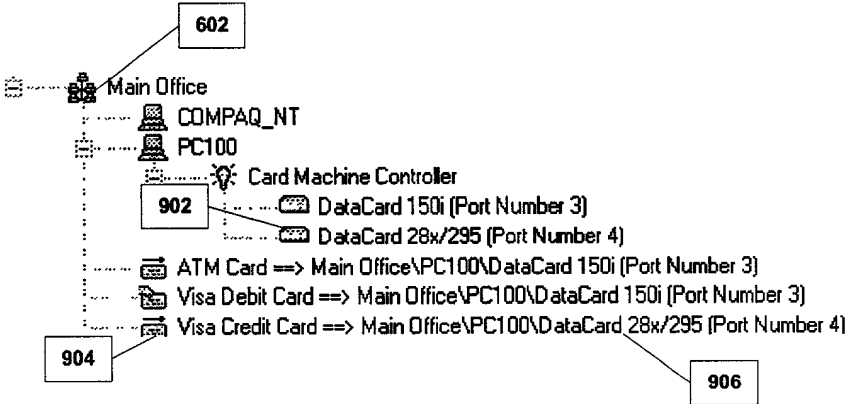 602
Main Office
COMPAQ_NT
PC100
Card Machine Controller
902
DataCard 150i (Port Number 3)
DataCard 28x/295 (Port Number 4)
ATM Card ==> Main Office\PC100\DataCard 150i (Port Number 3)
Visa Debit Card ==> Main Office\PC100\DataCard 150i (Port Number 3)
Visa Credit Card ==> Main Office\PC100\DataCard 28x/295 (Port Number 4)
904
906